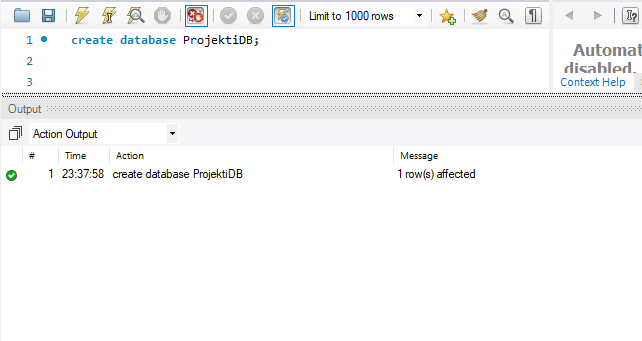 Limit to 1000 rows
1 create database ProjektiDB;
2
3
Automat
disabled.
Context Help
Output
Action Output
# Time Action Message
1 23:37:58 create database ProjektiDB 1 row(s) affected